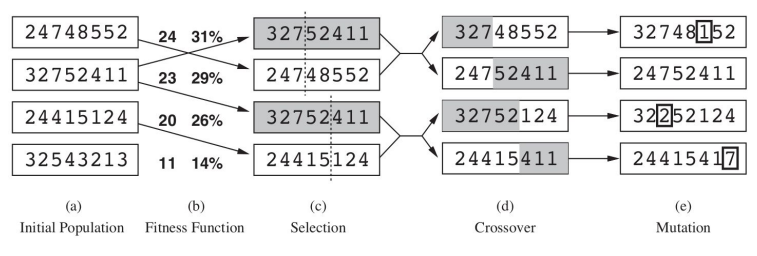 24748552 24 31% 32752411 32748552 32748152
32752411 23 29% 24748552 24752411 24752411
24415124 20 26% 32752411 32752124 32252124
32543213 11 14% 24415124 24415411 24415417
(a) (b) (c) (d) (e)
Initial Population Fitness Function Selection Crossover Mutation